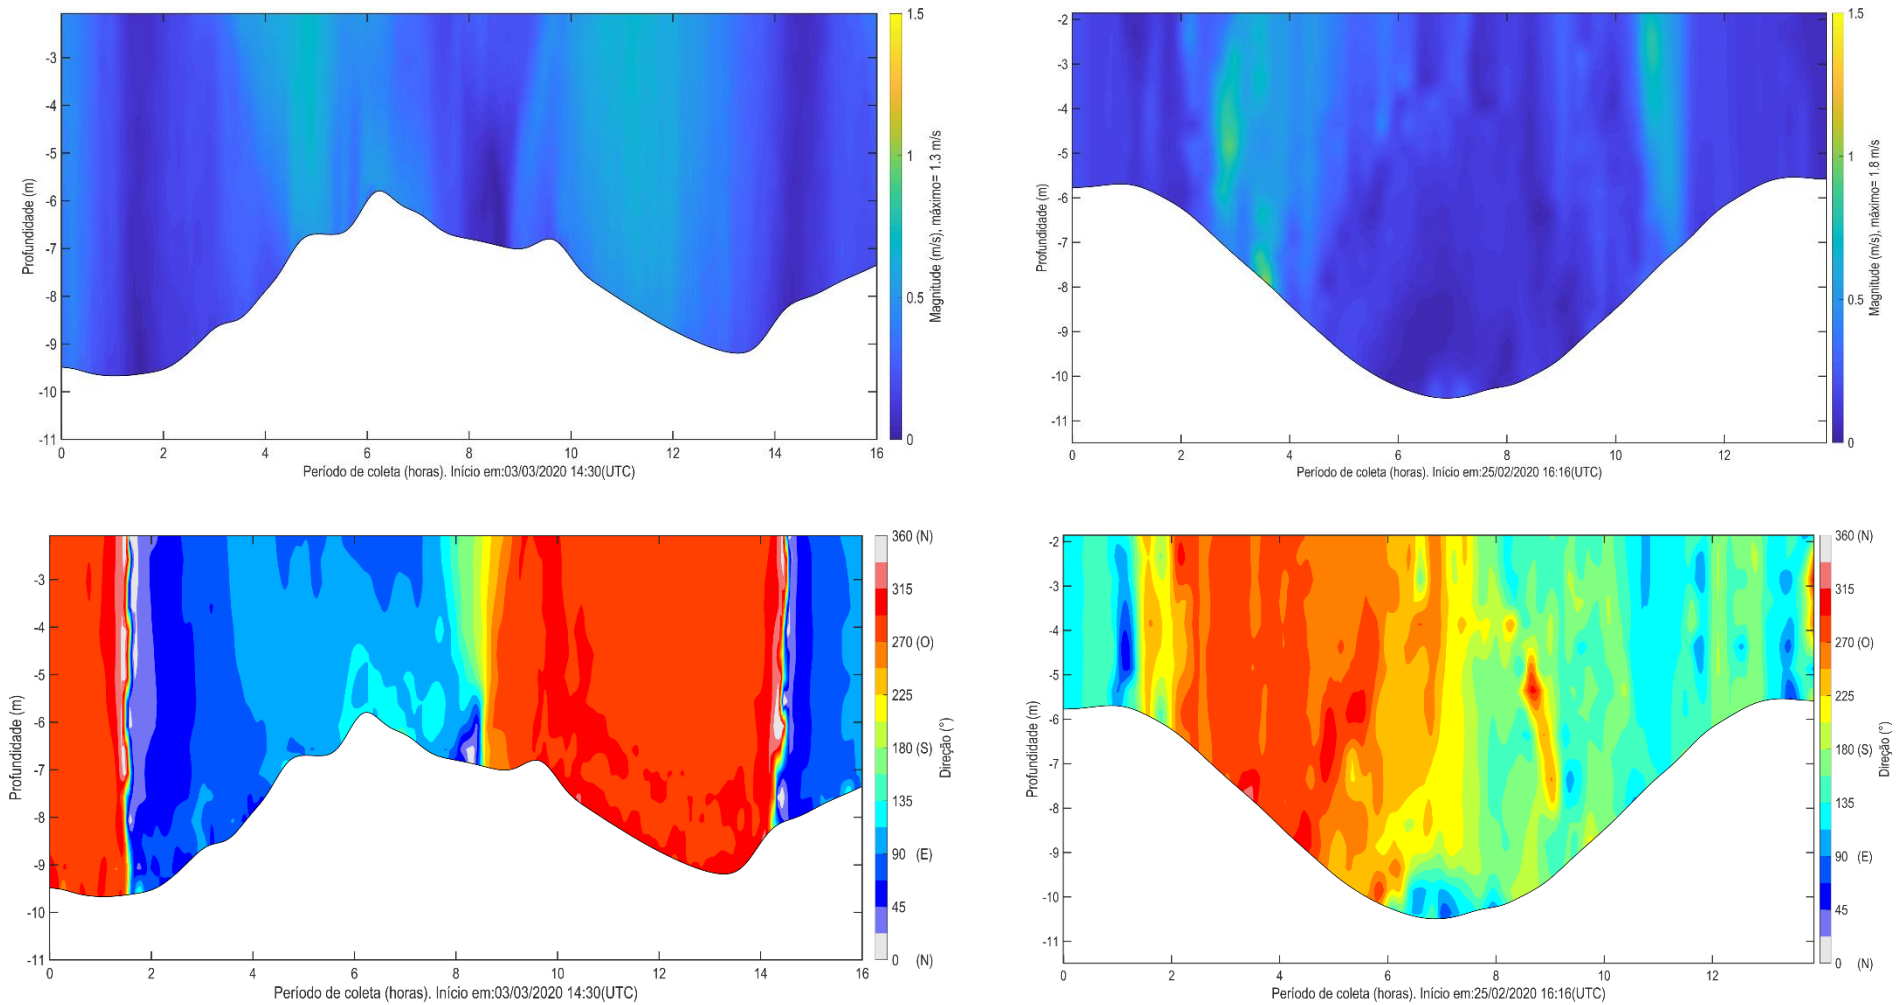 1.5
-3
-4
-5
-6
-7
-8
-9
-10
-11
Profundidade (m)
0 2 4 6 8 10 12 14 16
Período de coleta (horas). Início em:03/03/2020 14:30(UTC)
1
0.5
0
Magnitude (m/s), máximo= 1.3 m/s
-2
-3
-4
-5
-6
-7
-8
-9
-10
-11
Profundidade (m)
0 2 4 6 8 10 12
Período de coleta (horas). Início em:25/02/2020 16:16(UTC)
1.5
1
0.5
0
Magnitude (m/s), máximo= 1.8 m/s
-3
-4
-5
-6
-7
-8
-9
-10
-11
Profundidade (m)
0 2 4 6 8 10 12 14 16
Período de coleta (horas). Início em:03/03/2020 14:30(UTC)
360 (N)
315
270 (O)
225
180 (S)
135
90 (E)
45
0 (N)
Direção (°)
-2
-3
-4
-5
-6
-7
-8
-9
-10
-11
Profundidade (m)
0 2 4 6 8 10 12
Período de coleta (horas). Início em:25/02/2020 16:16(UTC)
360 (N)
315
270 (O)
225
180 (S)
135
90 (E)
45
0 (N)
Direção (°)